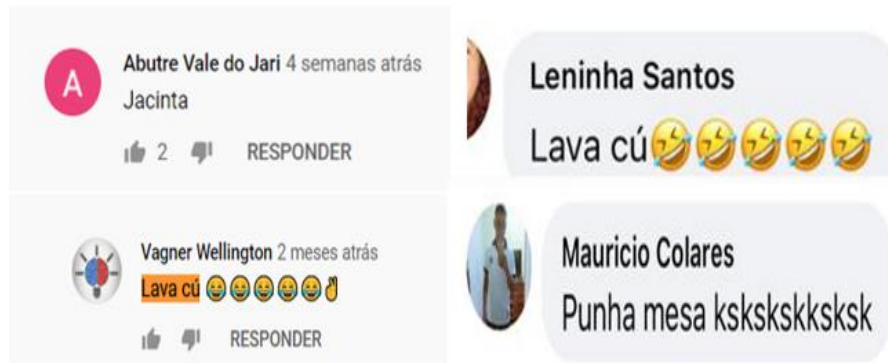 Abutre Vale do Jari 4 semanas atrás
Jacinta
2 RESPONDER
Vagner Wellington 2 meses atrás
Lava cú 😂😂😂😂😂✌
RESPONDER
Leninha Santos
Lava cú🤣🤣🤣🤣🤣
Mauricio Colares
Punha mesa kskskskksksk